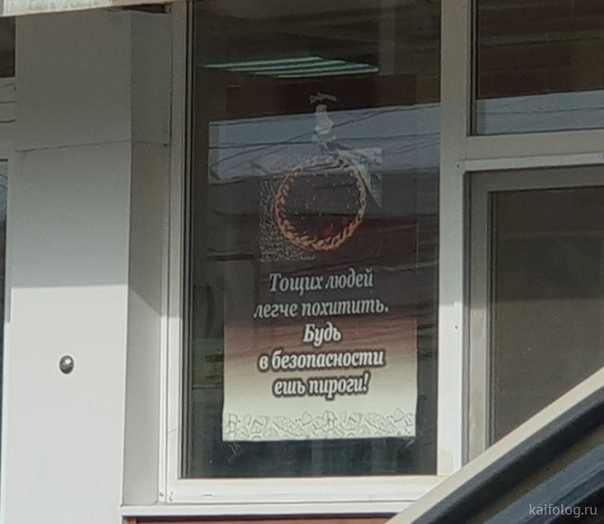 Тощих людей
легче похитить.
Будь
в безопасности
ешь пироги!
kaifolog.ru